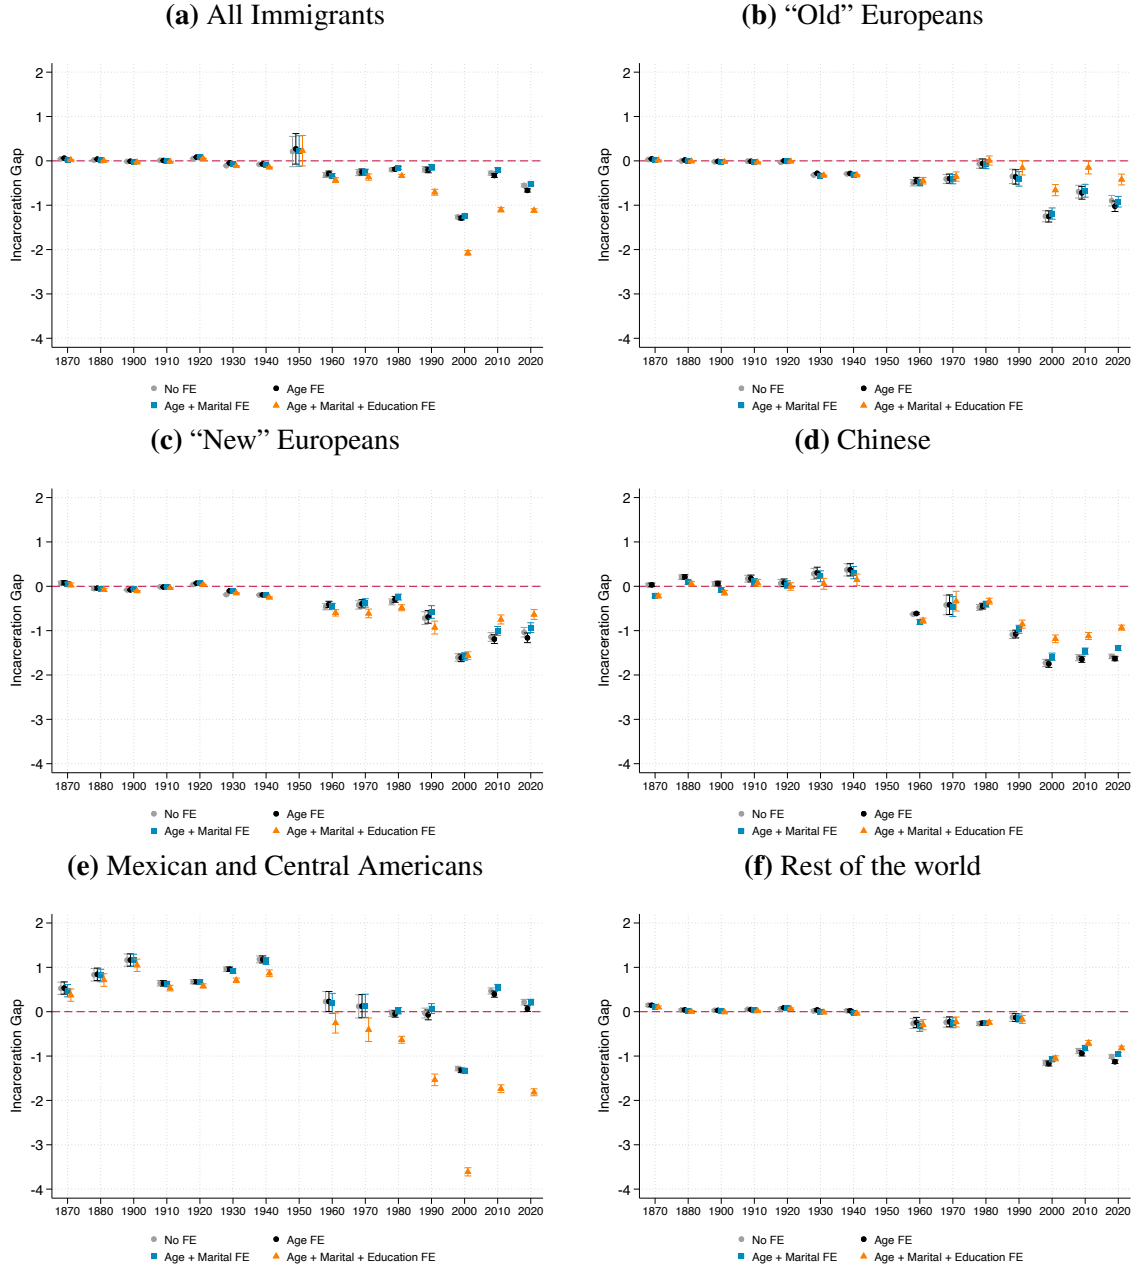 (a) All Immigrants
Incarceration Gap
2
1
0
-1
-2
-3
-4
1870 1880 1900 1910 1920 1930 1940 1950 1960 1970 1980 1990 2000 2010 2020
No FE Age FE
Age + Marital FE Age + Marital + Education FE
(b) “Old” Europeans
Incarceration Gap
2
1
0
-1
-2
-3
-4
1870 1880 1900 1910 1920 1930 1940 1950 1960 1970 1980 1990 2000 2010 2020
No FE Age FE
Age + Marital FE Age + Marital + Education FE
(c) “New” Europeans
Incarceration Gap
2
1
0
-1
-2
-3
-4
1870 1880 1900 1910 1920 1930 1940 1950 1960 1970 1980 1990 2000 2010 2020
No FE Age FE
Age + Marital FE Age + Marital + Education FE
(d) Chinese
Incarceration Gap
2
1
0
-1
-2
-3
-4
1870 1880 1900 1910 1920 1930 1940 1950 1960 1970 1980 1990 2000 2010 2020
No FE Age FE
Age + Marital FE Age + Marital + Education FE
(e) Mexican and Central Americans
Incarceration Gap
2
1
0
-1
-2
-3
-4
1870 1880 1900 1910 1920 1930 1940 1950 1960 1970 1980 1990 2000 2010 2020
No FE Age FE
Age + Marital FE Age + Marital + Education FE
(f) Rest of the world
Incarceration Gap
2
1
0
-1
-2
-3
-4
1870 1880 1900 1910 1920 1930 1940 1950 1960 1970 1980 1990 2000 2010 2020
No FE Age FE
Age + Marital FE Age + Marital + Education FE